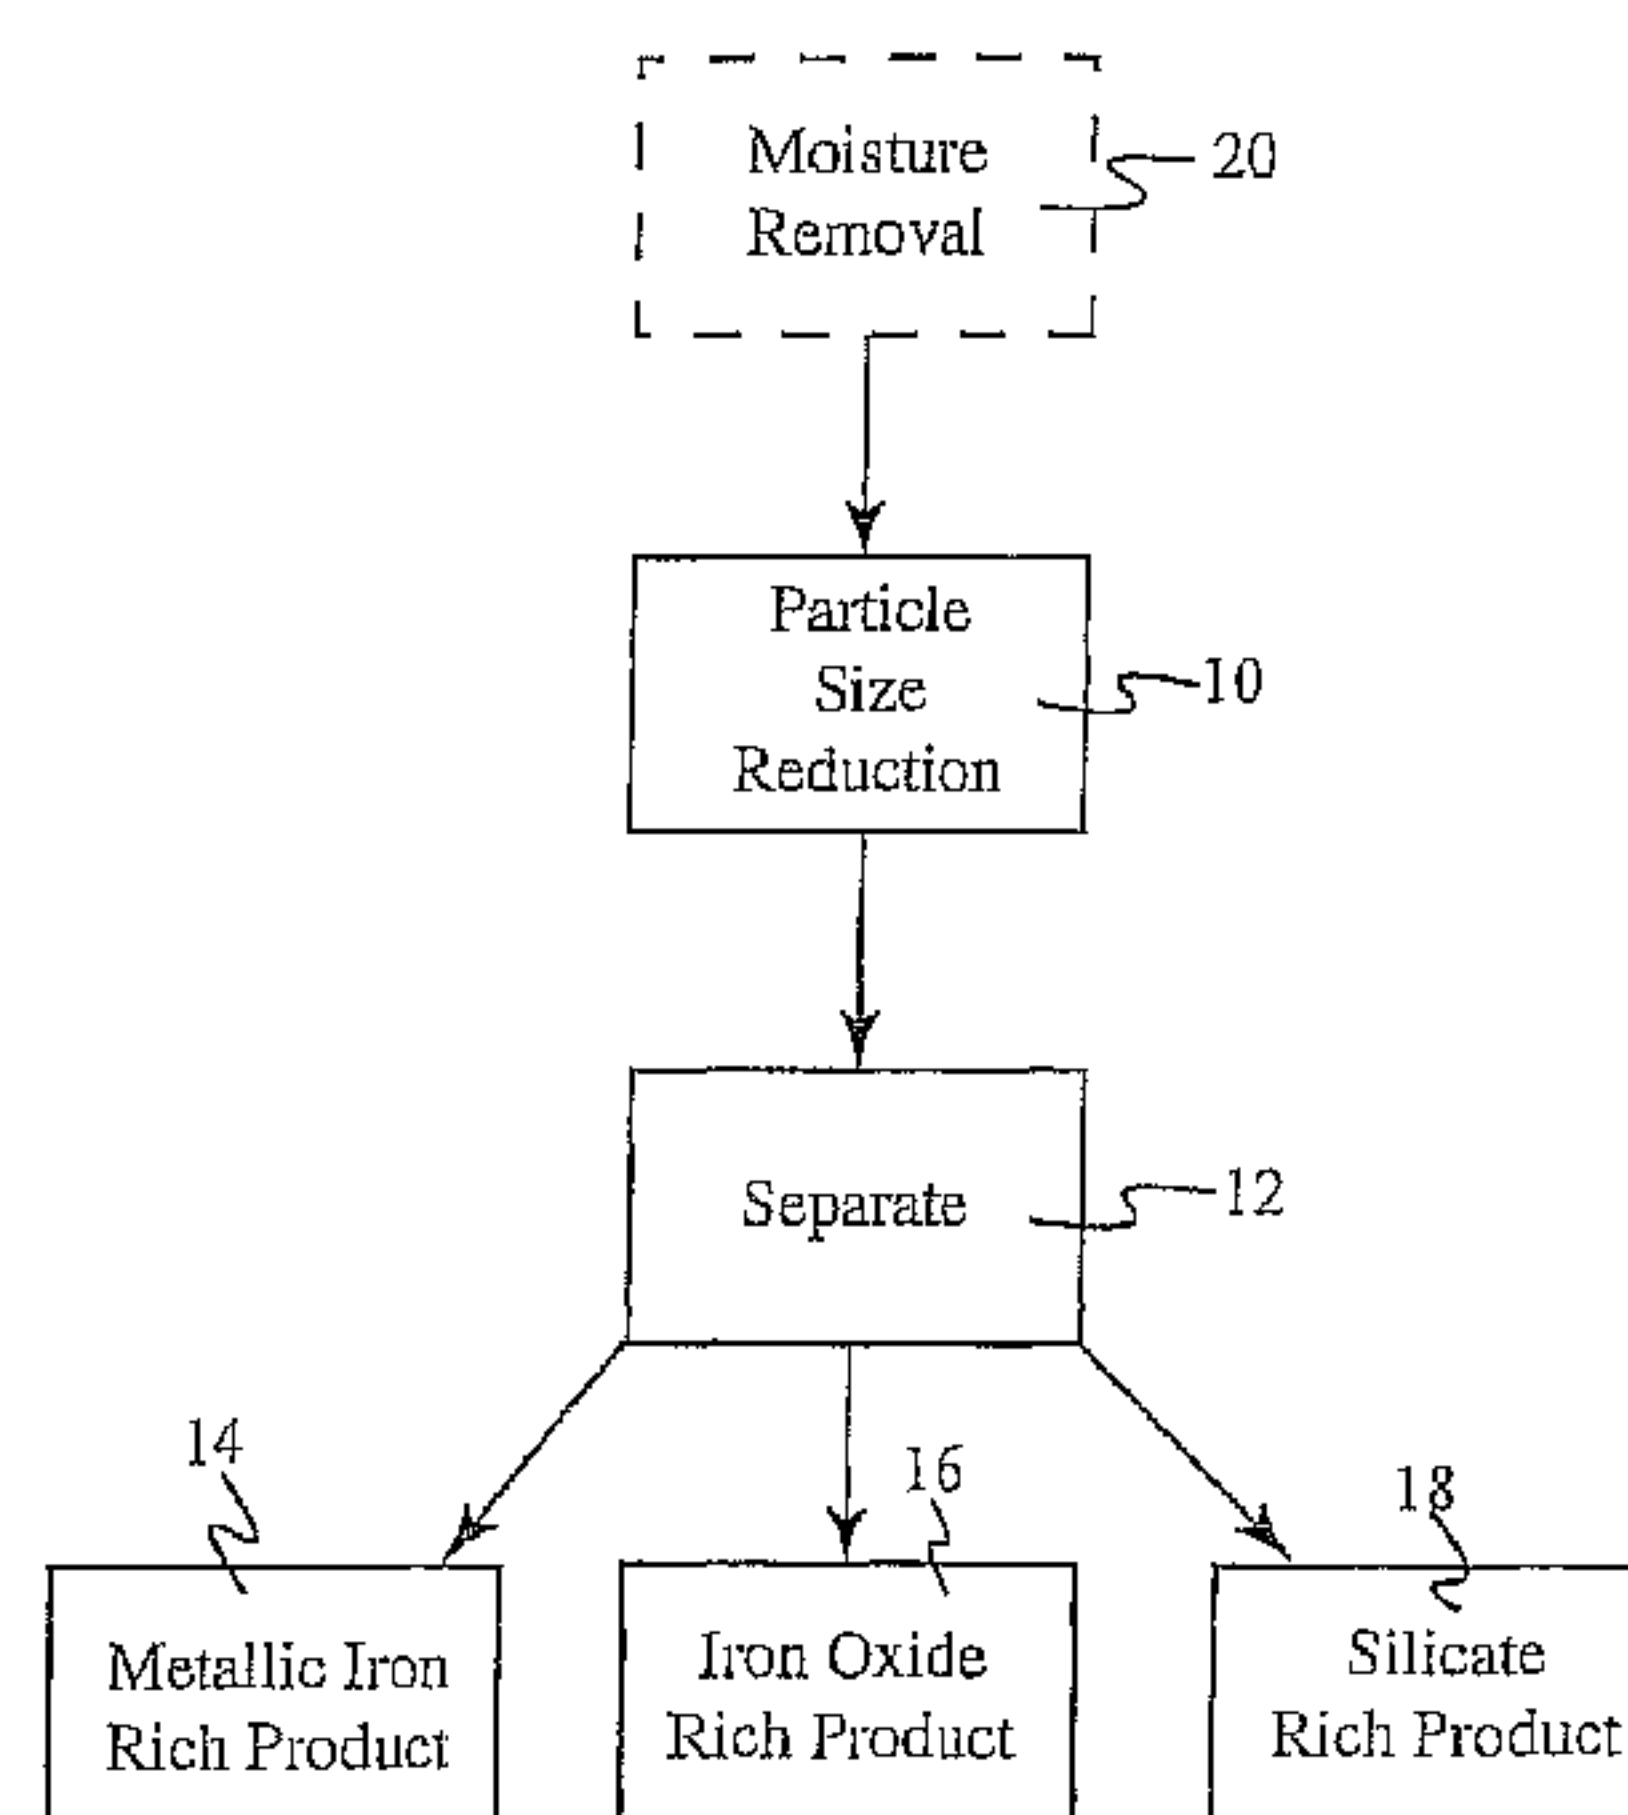 Moisture
Removal
20
Particle
Size
Reduction
10
Separate
12
14
16
18
Metallic Iron
Rich Product
Iron Oxide
Rich Product
Silicate
Rich Product